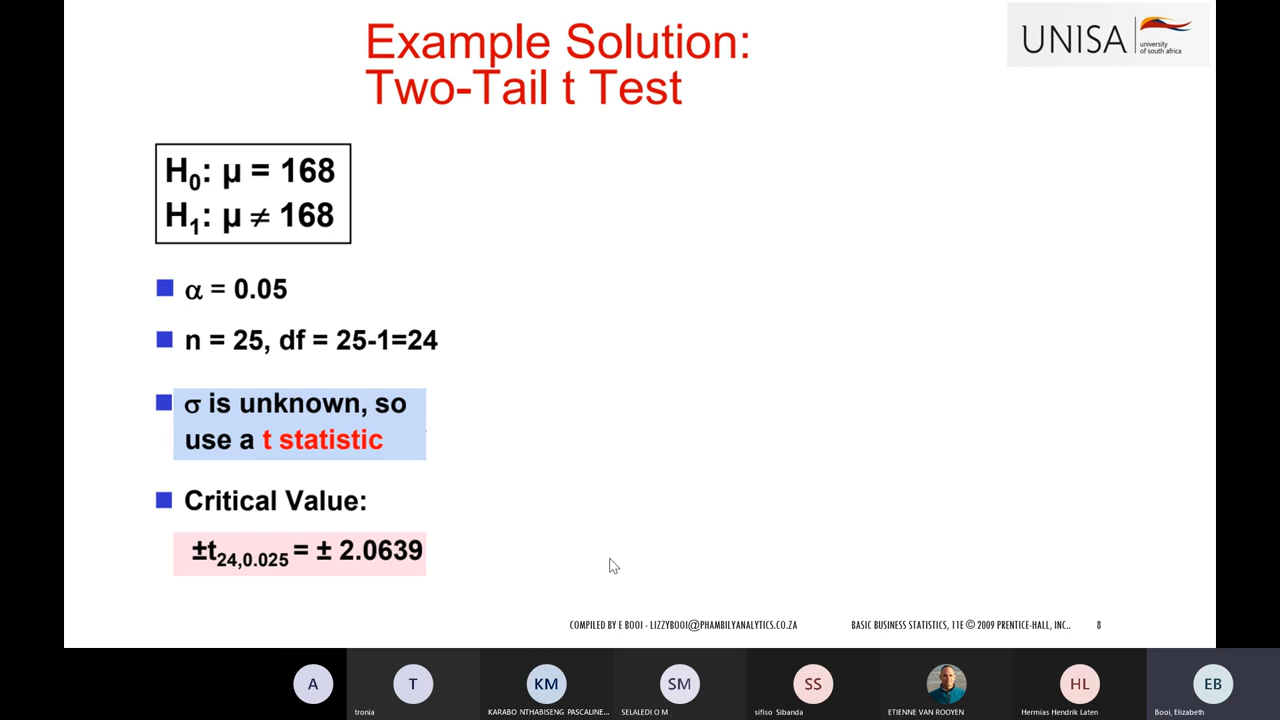 Example Solution:
Two-Tail t Test
UNISA
university
of south africa
H0: μ = 168
H1: μ ≠ 168
α = 0.05
n = 25, df = 25-1=24
σ is unknown, so
use a t statistic
Critical Value:
±t24,0.025 = ± 2.0639
COMPILED BY E BOOI - LIZZYBOOI@PHAMBILYANALYTICS.CO.ZA
BASIC BUSINESS STATISTICS, 11E © 2009 PRENTICE-HALL, INC..
8
A
T
KM
SM
SS
HL
EB
tronia
KARABO NTHABISENG PASCALINE...
SELALEDI O M
sifiso Sibanda
ETIENNE VAN ROOYEN
Hermias Hendrik Laten
Booi, Elizabeth